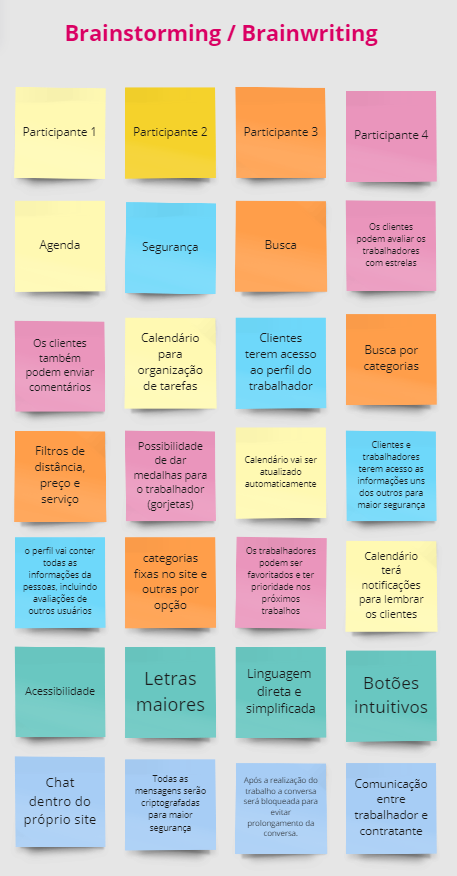 Brainstorming / Brainwriting
Participante 1
Participante 2
Participante 3
Participante 4
Agenda
Segurança
Busca
Os clientes
podem avaliar os
trabalhadores
com estrelas
Os clientes
também
podem enviar
comentários
Calendário
para
organização
de tarefas
Clientes
terem acesso
ao perfil do
trabalhador
Busca por
categorias
Filtros de
distância,
preço e
serviço
Possibilidade
de dar
medalhas para
o trabalhador
(gorjetas)
Calendário vai ser
atualizado
automaticamente
Clientes e
trabalhadores
terem acesso as
informações uns
dos outros para
maior segurança
o perfil vai conter
todas as
informações da
pessoas, incluindo
avaliações de
outros usuários
categorias
fixas no site e
outras por
opção
Os trabalhadores
podem ser
favoritados e ter
prioridade nos
próximos
trabalhos
Calendário
terá
notificações
para lembrar
os clientes
Acessibilidade
Letras
maiores
Linguagem
direta e
simplificada
Botões
intuitivos
Chat
dentro do
próprio site
Todas as
mensagens serão
criptografadas
para maior
segurança
Após a realização do
trabalho a conversa
será bloqueada para
evitar
prolongamento da
conversa.
Comunicação
entre
trabalhador e
contratante